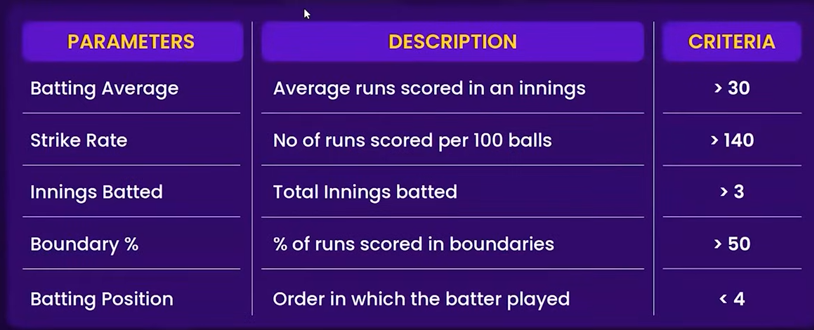 PARAMETERS DESCRIPTION CRITERIA
Batting Average Average runs scored in an innings > 30
Strike Rate No of runs scored per 100 balls > 140
Innings Batted Total Innings batted > 3
Boundary % % of runs scored in boundaries > 50
Batting Position Order in which the batter played < 4